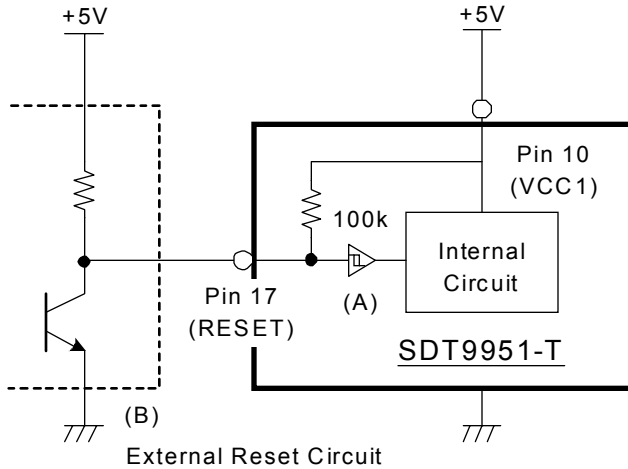 +5V
+5V
Pin 10
(VCC1)
100k
Internal
Circuit
Pin 17
(RESET)
(A)
SDT9951-T
(B)
External Reset Circuit